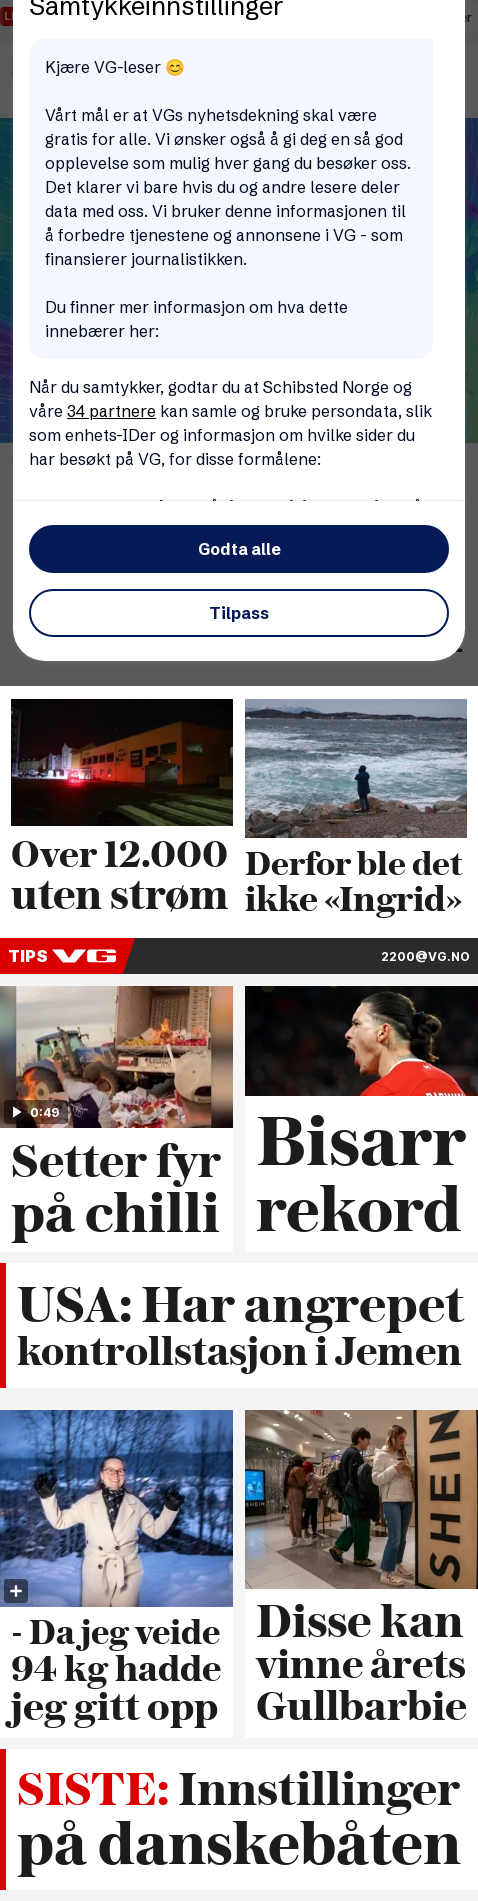 Samtykkeinnstillinger
Kjære VG-leser 😊
Vårt mål er at VGs nyhetsdekning skal være
gratis for alle. Vi ønsker også å gi deg en så god
opplevelse som mulig hver gang du besøker oss.
Det klarer vi bare hvis du og andre lesere deler
data med oss. Vi bruker denne informasjonen til
å forbedre tjenestene og annonsene i VG - som
finansierer journalistikken.
Du finner mer informasjon om hva dette
innebærer her:
Når du samtykker, godtar du at Schibsted Norge og
våre 34 partnere kan samle og bruke persondata, slik
som enhets-IDer og informasjon om hvilke sider du
har besøkt på VG, for disse formålene:
Godta alle
Tilpass
Over 12.000
uten strøm
Derfor ble det
ikke «Ingrid»
TIPS VG
2200@VG.NO
0:49
Setter fyr
på chilli
Bisarr
rekord
USA: Har angrepet
kontrollstasjon i Jemen
SHEIN
SHEIN
- Da jeg veide
94 kg hadde
jeg gitt opp
Disse kan
vinne årets
Gullbarbie
SISTE: Innstillinger
på danskebåten